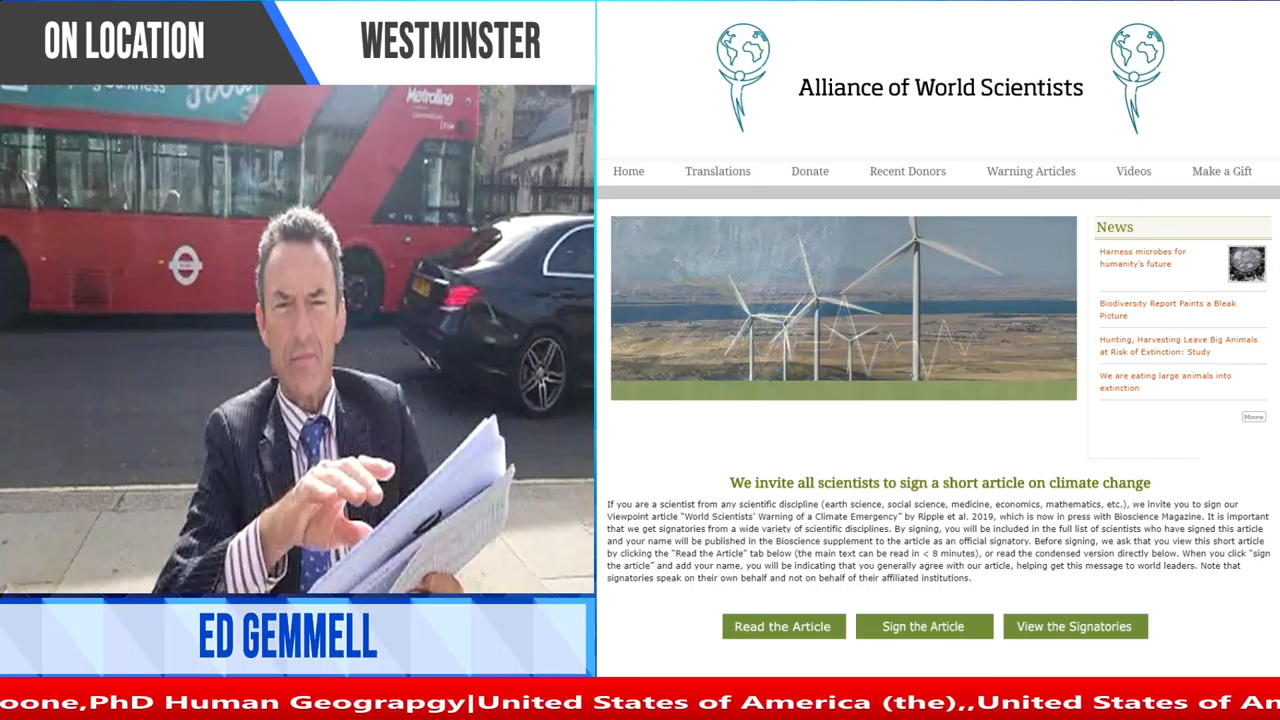 ON LOCATION
WESTMINSTER
Metroline
ED GEMMELL
Alliance of World Scientists
Home
Translations
Donate
Recent Donors
Warning Articles
Videos
Make a Gift
News
Harness microbes for
humanity's future
Biodiversity Report Paints a Bleak
Picture
Hunting, Harvesting Leave Big Animals
at Risk of Extinction: Study
We are eating large animals into
extinction
More
We invite all scientists to sign a short article on climate change
If you are a scientist from any scientific discipline (earth science, social science, medicine, economics, mathematics, etc.), we invite you to sign our
Viewpoint article "World Scientists' Warning of a Climate Emergency" by Ripple et al. 2019, which is now in press with Bioscience Magazine. It is important
that we get signatories from a wide variety of scientific disciplines. By signing, you will be included in the full list of scientists who have signed this article
and your name will be published in the Bioscience supplement to the article as an official signatory. Before signing, we ask that you view this short article
by clicking the "Read the Article" tab below (the main text can be read in < 8 minutes), or read the condensed version directly below. When you click "sign
the article" and add your name, you will be indicating that you generally agree with our article, helping get this message to world leaders. Note that
signatories speak on their own behalf and not on behalf of their affiliated institutions.
Read the Article
Sign the Article
View the Signatories
oone,PhD Human Geograpgy|United States of America (the),,United States of An